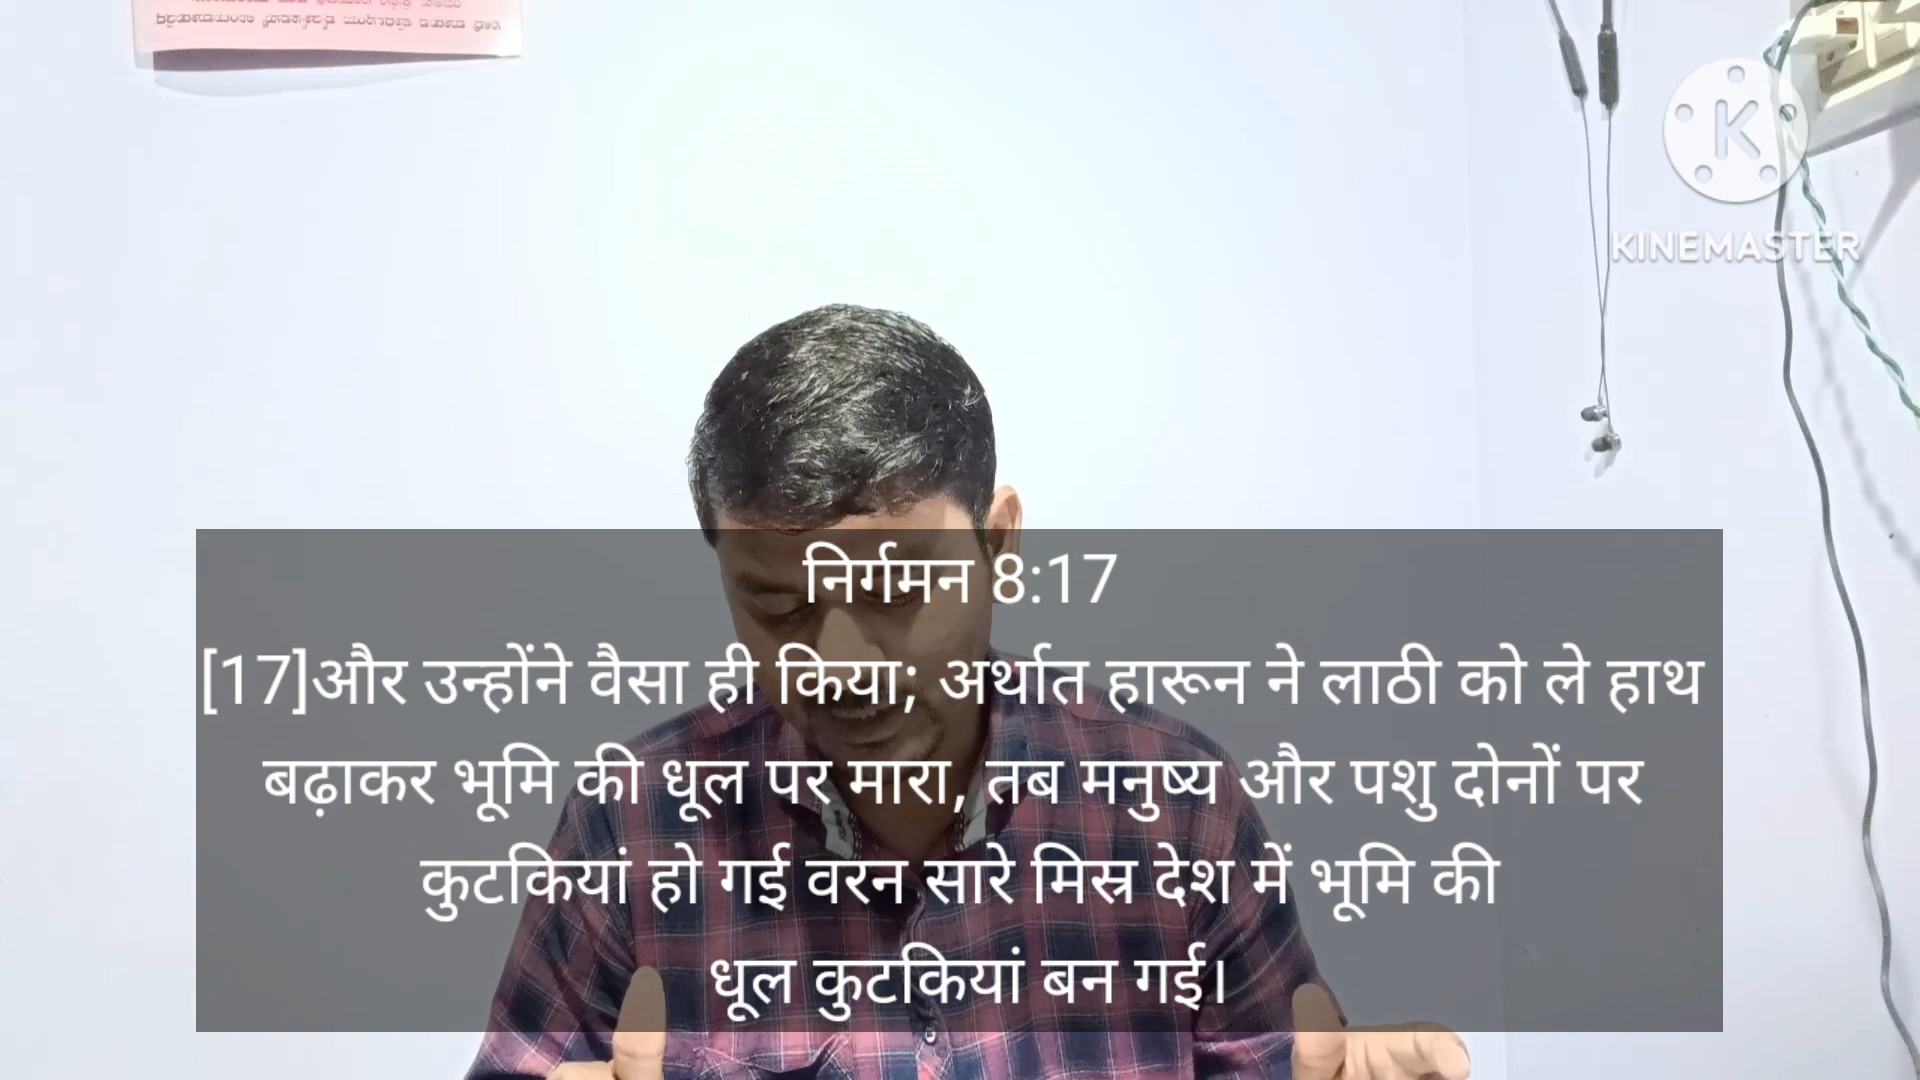 KINEMASTER
निर्गमन 8:17
[17]और उन्होंने वैसा ही किया; अर्थात हारून ने लाठी को ले हाथ
बढ़ाकर भूमि की धूल पर मारा, तब मनुष्य और पशु दोनों पर
कुटकियां हो गई वरन सारे मिस्र देश में भूमि की
धूल कुटकियां बन गई।